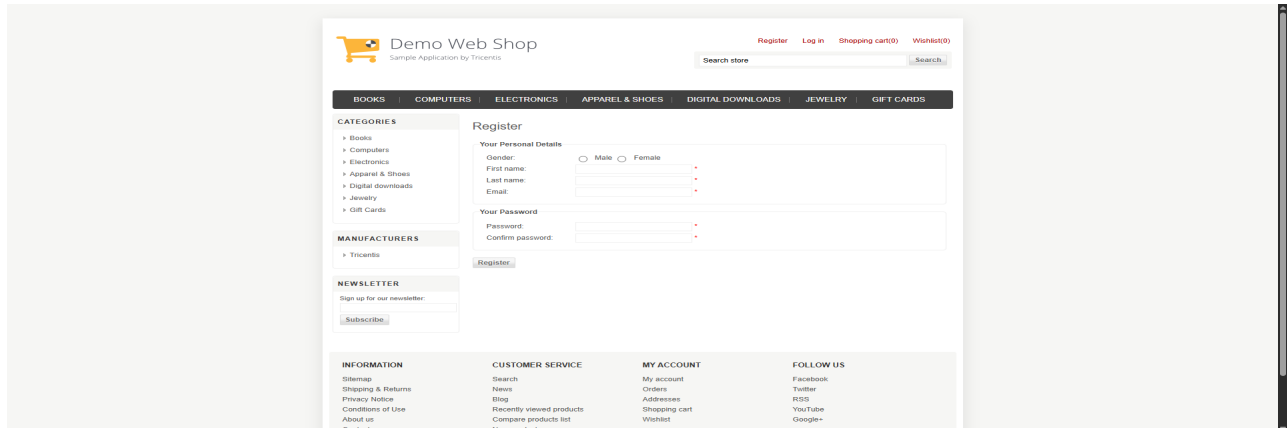 Demo Web Shop
Sample Application by Tricentis
Register Log in Shopping cart(0) Wishlist(0)
Search store Search
BOOKS | COMPUTERS | ELECTRONICS | APPAREL & SHOES | DIGITAL DOWNLOADS | JEWELRY | GIFT CARDS
CATEGORIES
Books
Computers
Electronics
Apparel & Shoes
Digital downloads
Jewelry
Gift Cards
MANUFACTURERS
Tricentis
NEWSLETTER
Sign up for our newsletter:
Subscribe
Register
Your Personal Details
Gender: Male Female
First name: *
Last name: *
Email: *
Your Password
Password: *
Confirm password: *
Register
INFORMATION
Sitemap
Shipping & Returns
Privacy Notice
Conditions of Use
About us
CUSTOMER SERVICE
Search
News
Blog
Recently viewed products
Compare products list
MY ACCOUNT
My account
Orders
Addresses
Shopping cart
Wishlist
FOLLOW US
Facebook
Twitter
RSS
YouTube
Google+